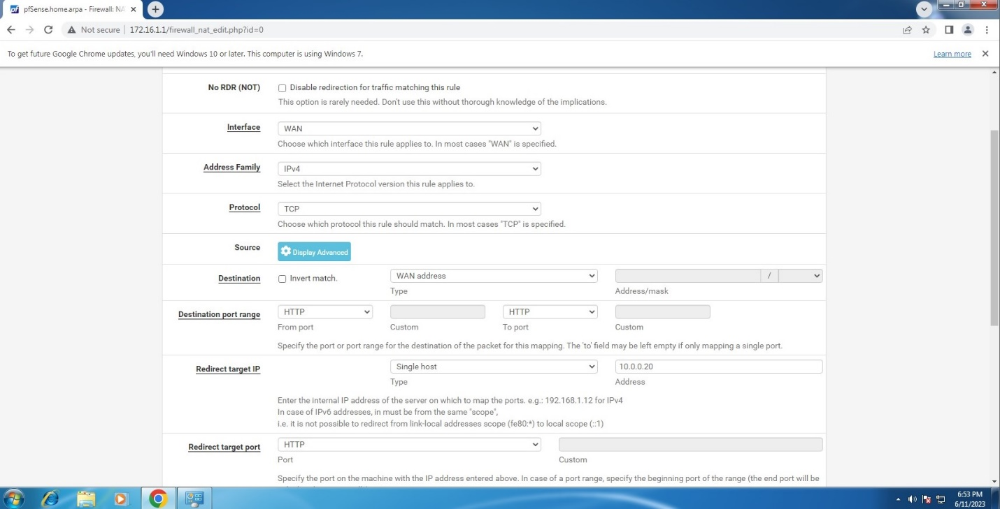 pfSense.home.arpa - Firewall: NA
Not secure | 172.16.1.1/firewall_nat_edit.php?id=0
To get future Google Chrome updates, you'll need Windows 10 or later. This computer is using Windows 7.
Learn more
No RDR (NOT)
Disable redirection for traffic matching this rule
This option is rarely needed. Don't use this without thorough knowledge of the implications.
Interface
WAN
Choose which interface this rule applies to. In most cases "WAN" is specified.
Address Family
IPv4
Select the Internet Protocol version this rule applies to.
Protocol
TCP
Choose which protocol this rule should match. In most cases "TCP" is specified.
Source
Display Advanced
Destination
Invert match.
WAN address
/
Type
Address/mask
Destination port range
HTTP
HTTP
From port
Custom
To port
Custom
Specify the port or port range for the destination of the packet for this mapping. The 'to' field may be left empty if only mapping a single port.
Redirect target IP
Single host
10.0.0.20
Type
Address
Enter the internal IP address of the server on which to map the ports. e.g.: 192.168.1.12 for IPv4
In case of IPv6 addresses, in must be from the same "scope",
i.e. it is not possible to redirect from link-local addresses scope (fe80:*) to local scope (::1)
Redirect target port
HTTP
Port
Custom
Specify the port on the machine with the IP address entered above. In case of a port range, specify the beginning port of the range (the end port will be
6:53 PM
6/11/2023